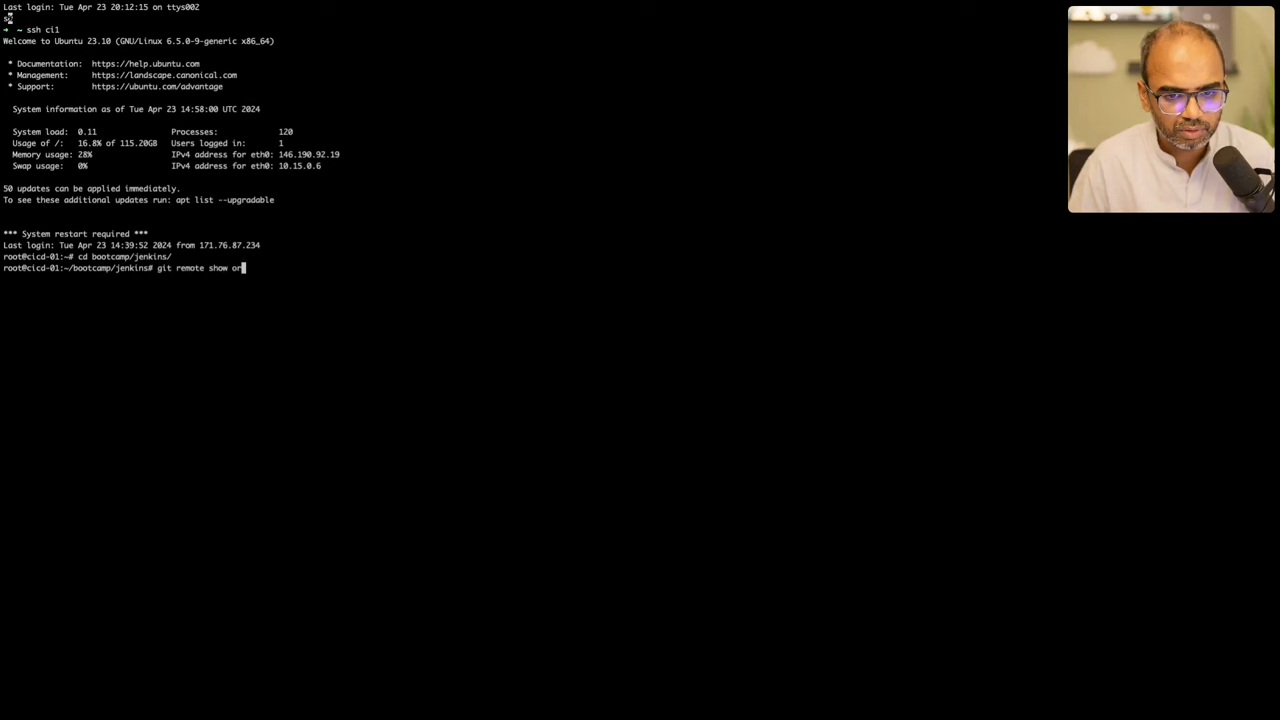 Last login: Tue Apr 23 20:12:15 on ttys002
➜ ~ ssh ci1
Welcome to Ubuntu 23.10 (GNU/Linux 6.5.0-9-generic x86_64)
* Documentation: https://help.ubuntu.com
* Management: https://landscape.canonical.com
* Support: https://ubuntu.com/advantage
System information as of Tue Apr 23 14:58:00 UTC 2024
System load: 0.11 Processes: 120
Usage of /: 16.8% of 115.20GB Users logged in: 1
Memory usage: 28% IPv4 address for eth0: 146.190.92.19
Swap usage: 0% IPv4 address for eth0: 10.15.0.6
50 updates can be applied immediately.
To see these additional updates run: apt list --upgradable
*** System restart required ***
Last login: Tue Apr 23 14:39:52 2024 from 171.76.87.234
root@cicd-01:~# cd bootcamp/jenkins/
root@cicd-01:~/bootcamp/jenkins# git remote show or